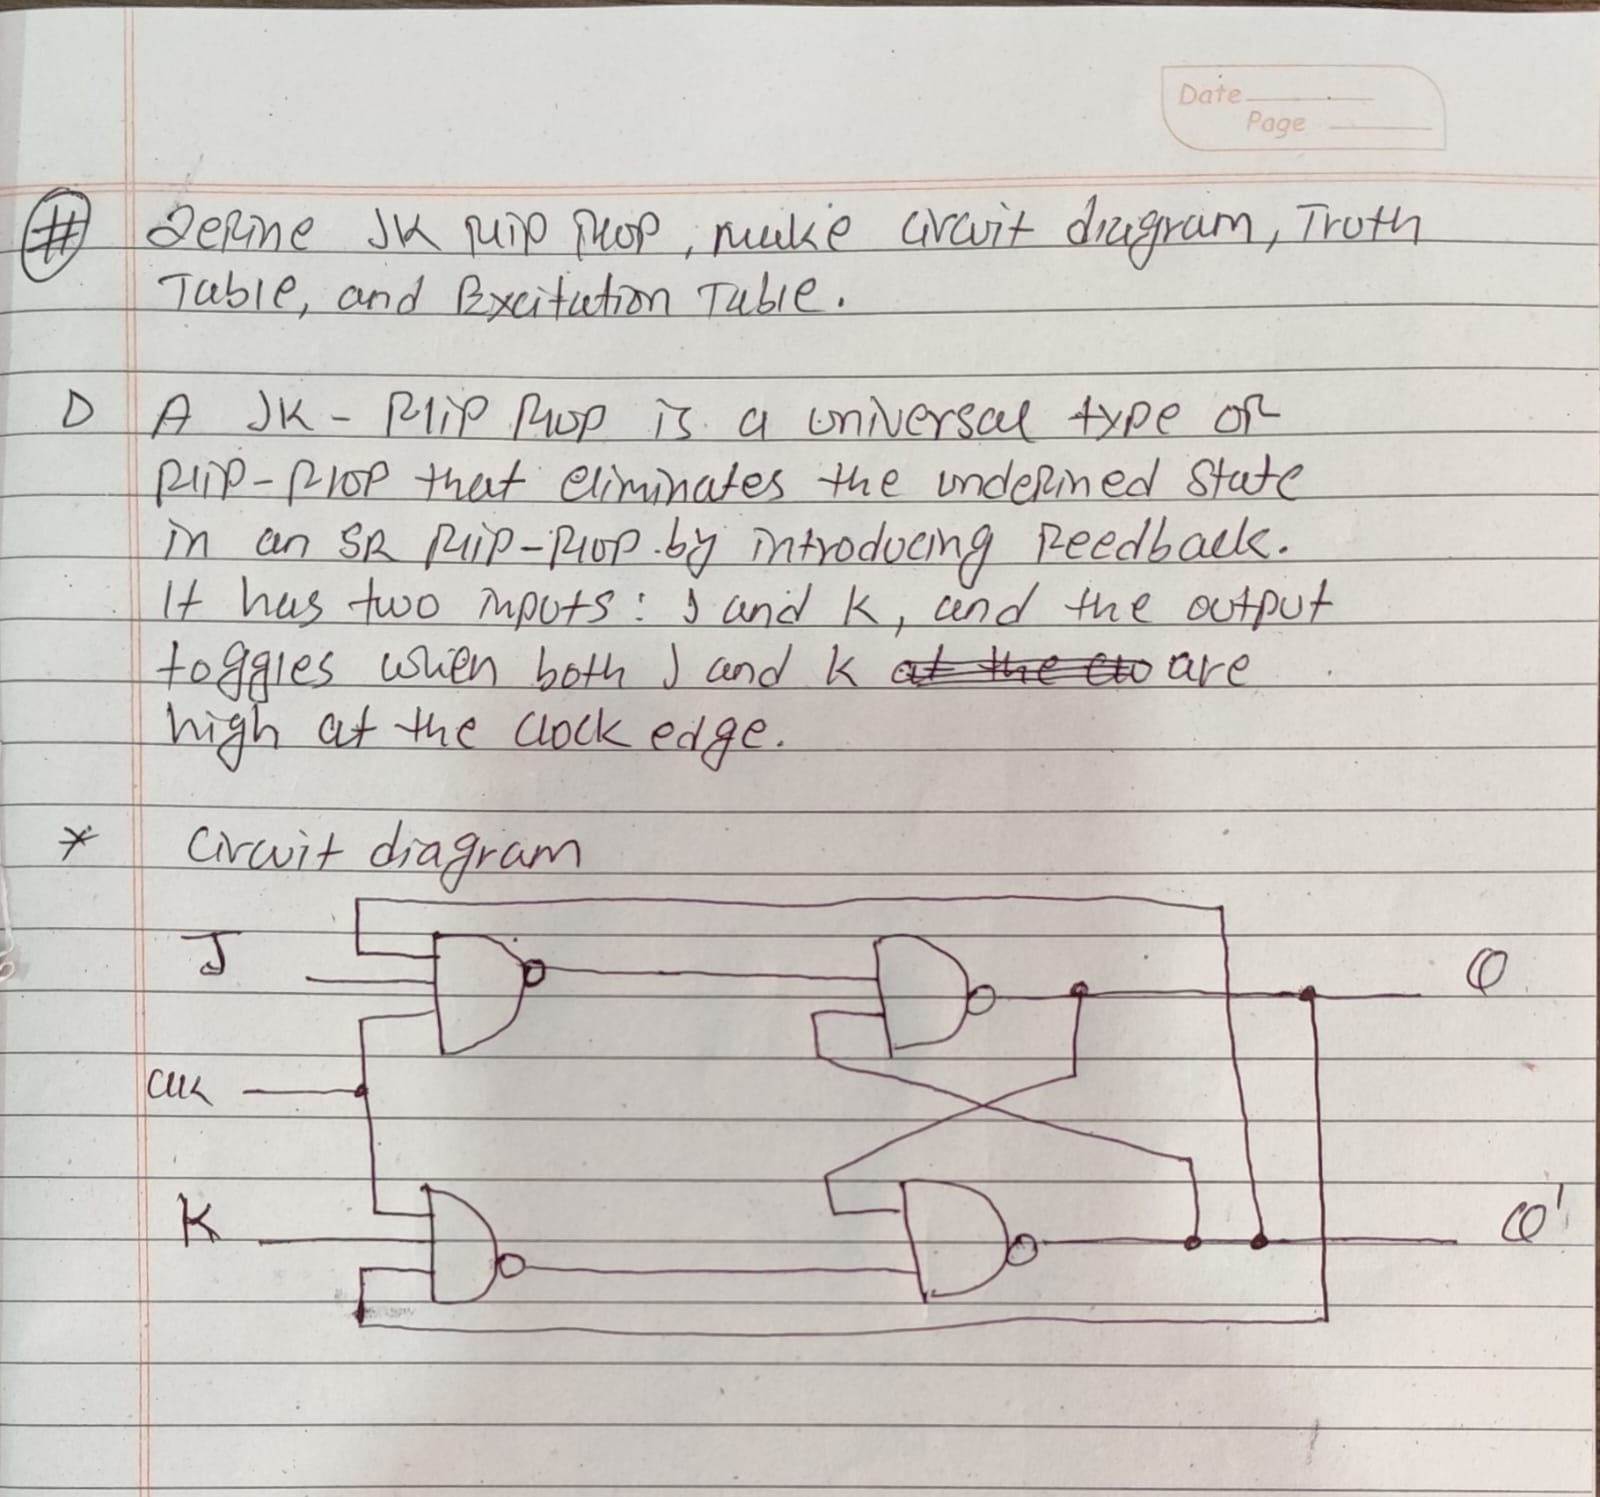 Date
Page
# Define JK Flip Flop, make circuit diagram, Truth
Table, and Excitation Table.
D A JK - Flip Flop is a universal type of
flip-flop that eliminates the undefined state
in an SR flip-flop by introducing feedback.
It has two inputs: J and K, and the output
toggles when both J and K at the clo are
high at the clock edge.
* Circuit diagram
J
Q
Clk
K
Q'